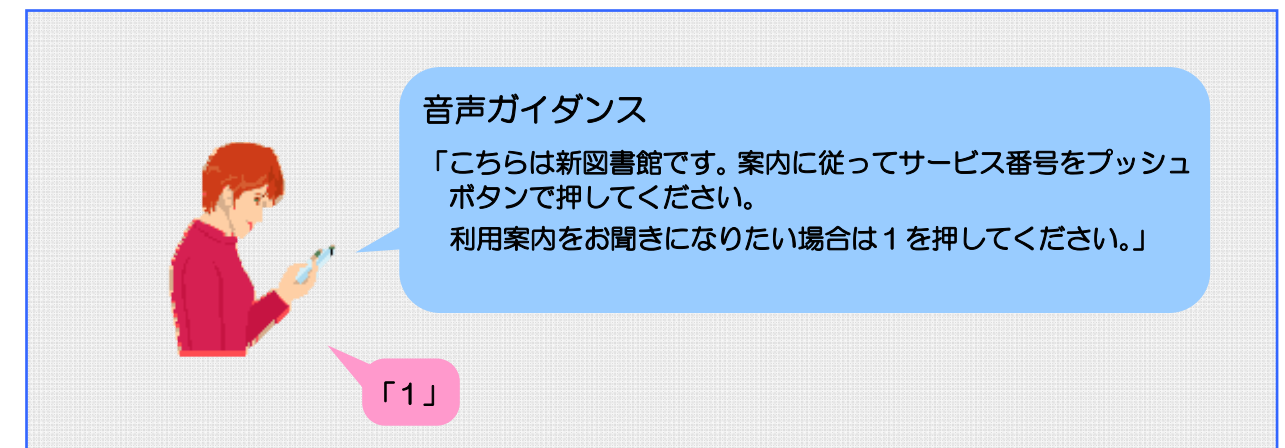 音声ガイダンス
「こちらは新図書館です。案内に従ってサービス番号をプッシュ
ボタンで押してください。
利用案内をお聞きになりたい場合は1を押してください。」
「1」